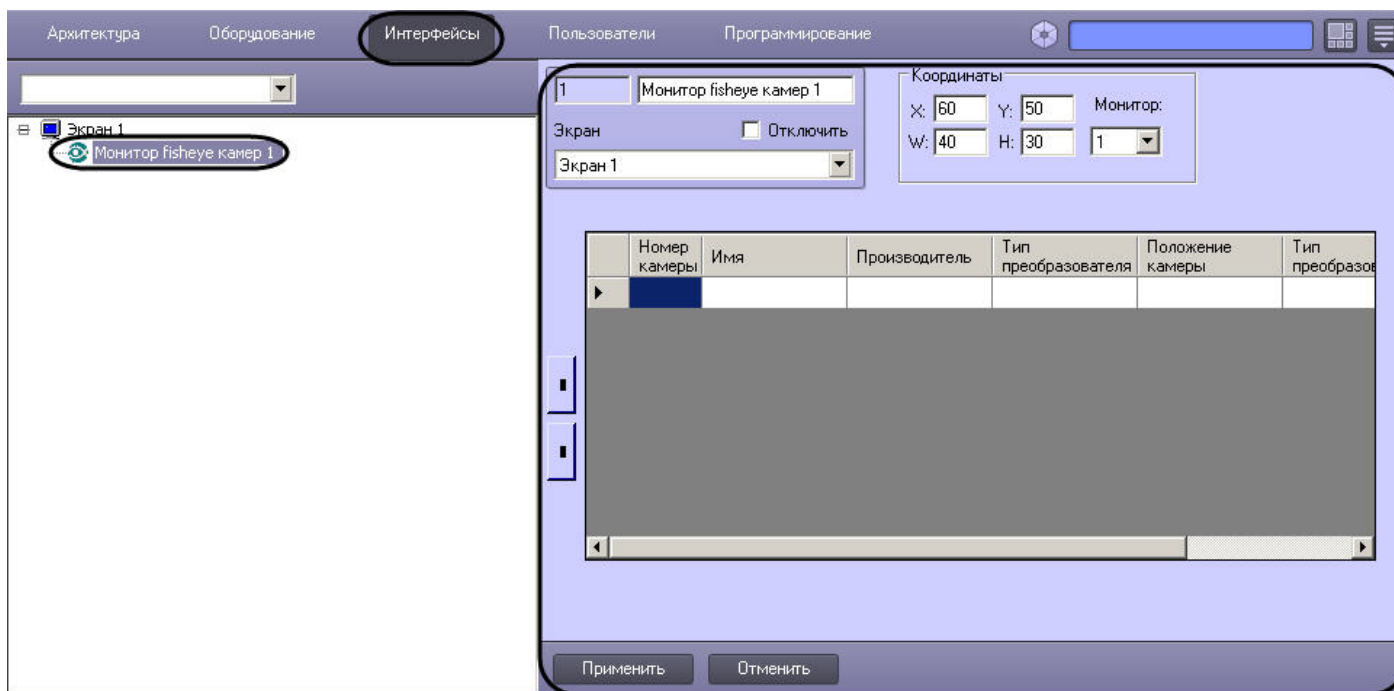 Архитектура Оборудование Интерфейсы Пользователи Программирование
Экран 1
Монитор fisheye камер 1
1 Монитор fisheye камер 1
Экран Отключить
Экран 1
Координаты
X: 60 Y: 50 Монитор:
W: 40 H: 30 1
Номер камеры Имя Производитель Тип преобразователя Положение камеры Тип преобразов
Применить Отменить